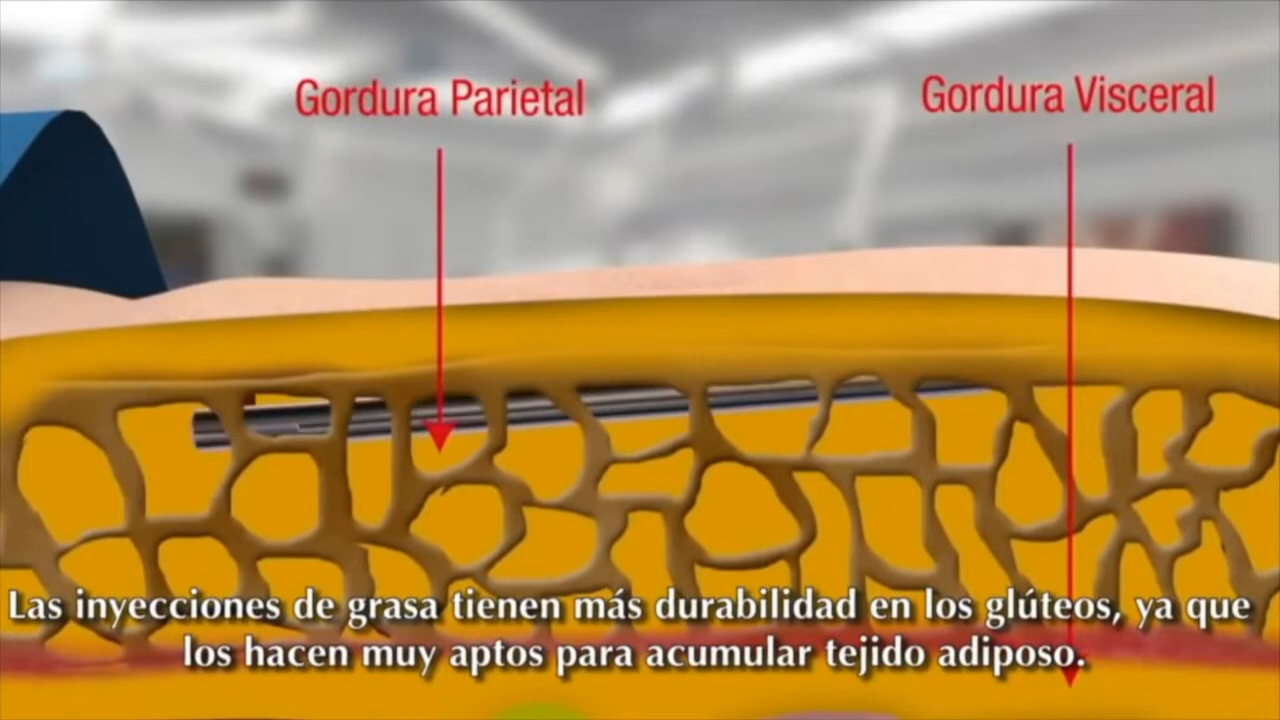 Gordura Parietal
Gordura Visceral
Las inyecciones de grasa tienen más durabilidad en los glúteos, ya que
los hacen muy aptos para acumular tejido adiposo.